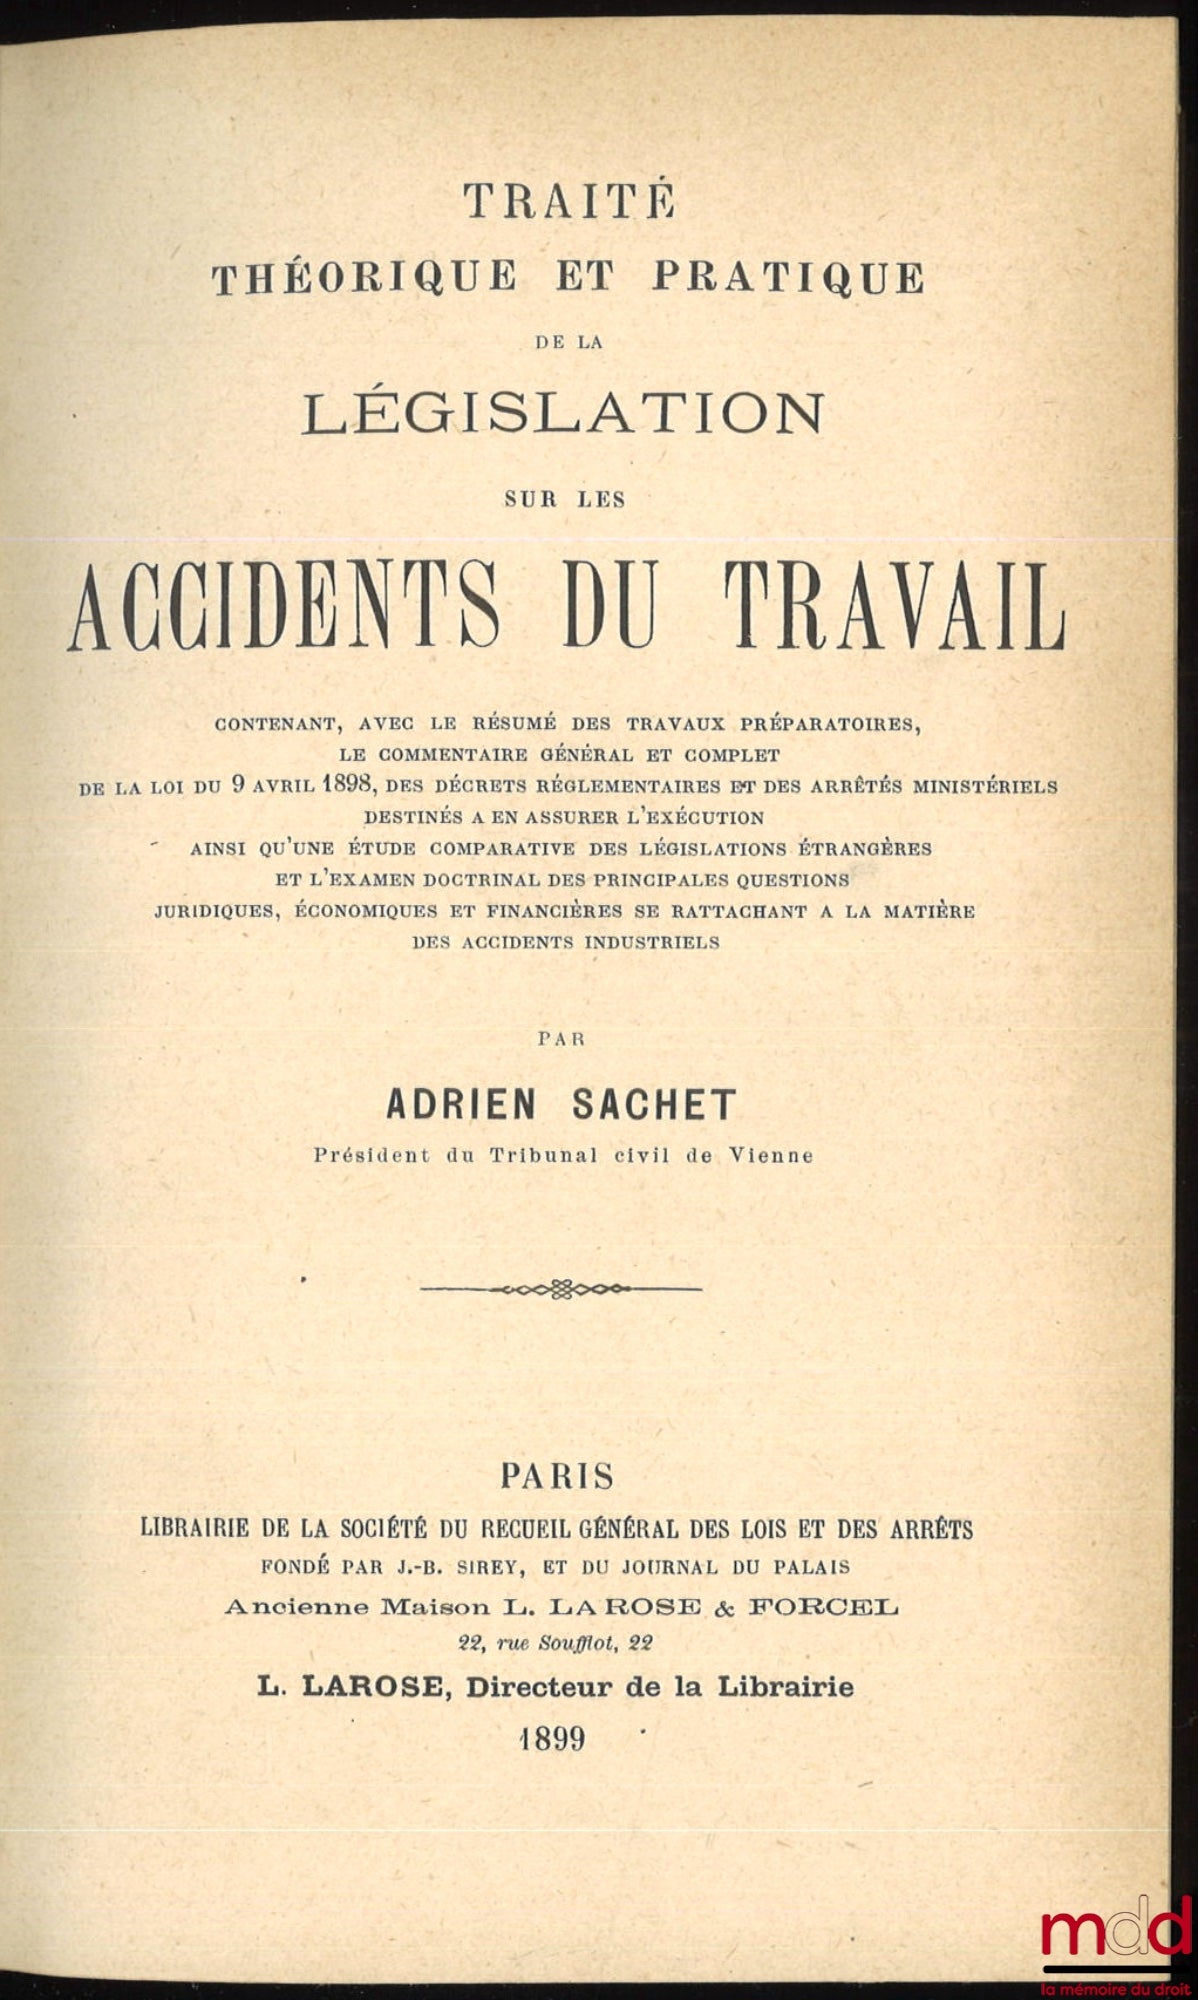 TRAITÉ
THÉORIQUE ET PRATIQUE
DE LA
LÉGISLATION
SUR LES
ACCIDENTS DU TRAVAIL
CONTENANT, AVEC LE RÉSUMÉ DES TRAVAUX PRÉPARATOIRES,
LE COMMENTAIRE GÉNÉRAL ET COMPLET
DE LA LOI DU 9 AVRIL 1898, DES DÉCRETS RÉGLEMENTAIRES ET DES ARRÊTÉS MINISTÉRIELS
DESTINÉS A EN ASSURER L'EXÉCUTION
AINSI QU'UNE ÉTUDE COMPARATIVE DES LÉGISLATIONS ÉTRANGÈRES
ET L'EXAMEN DOCTRINAL DES PRINCIPALES QUESTIONS
JURIDIQUES, ÉCONOMIQUES ET FINANCIÈRES SE RATTACHANT A LA MATIÈRE
DES ACCIDENTS INDUSTRIELS
PAR
ADRIEN SACHET
Président du Tribunal civil de Vienne
PARIS
LIBRAIRIE DE LA SOCIÉTÉ DU RECUEIL GÉNÉRAL DES LOIS ET DES ARRÊTS
FONDÉ PAR J.-B. SIREY, ET DU JOURNAL DU PALAIS
Ancienne Maison L. LAROSE & FORCEL
22, rue Soufflot, 22
L. LAROSE, Directeur de la Librairie
1899
mdd
la mémoire du droit